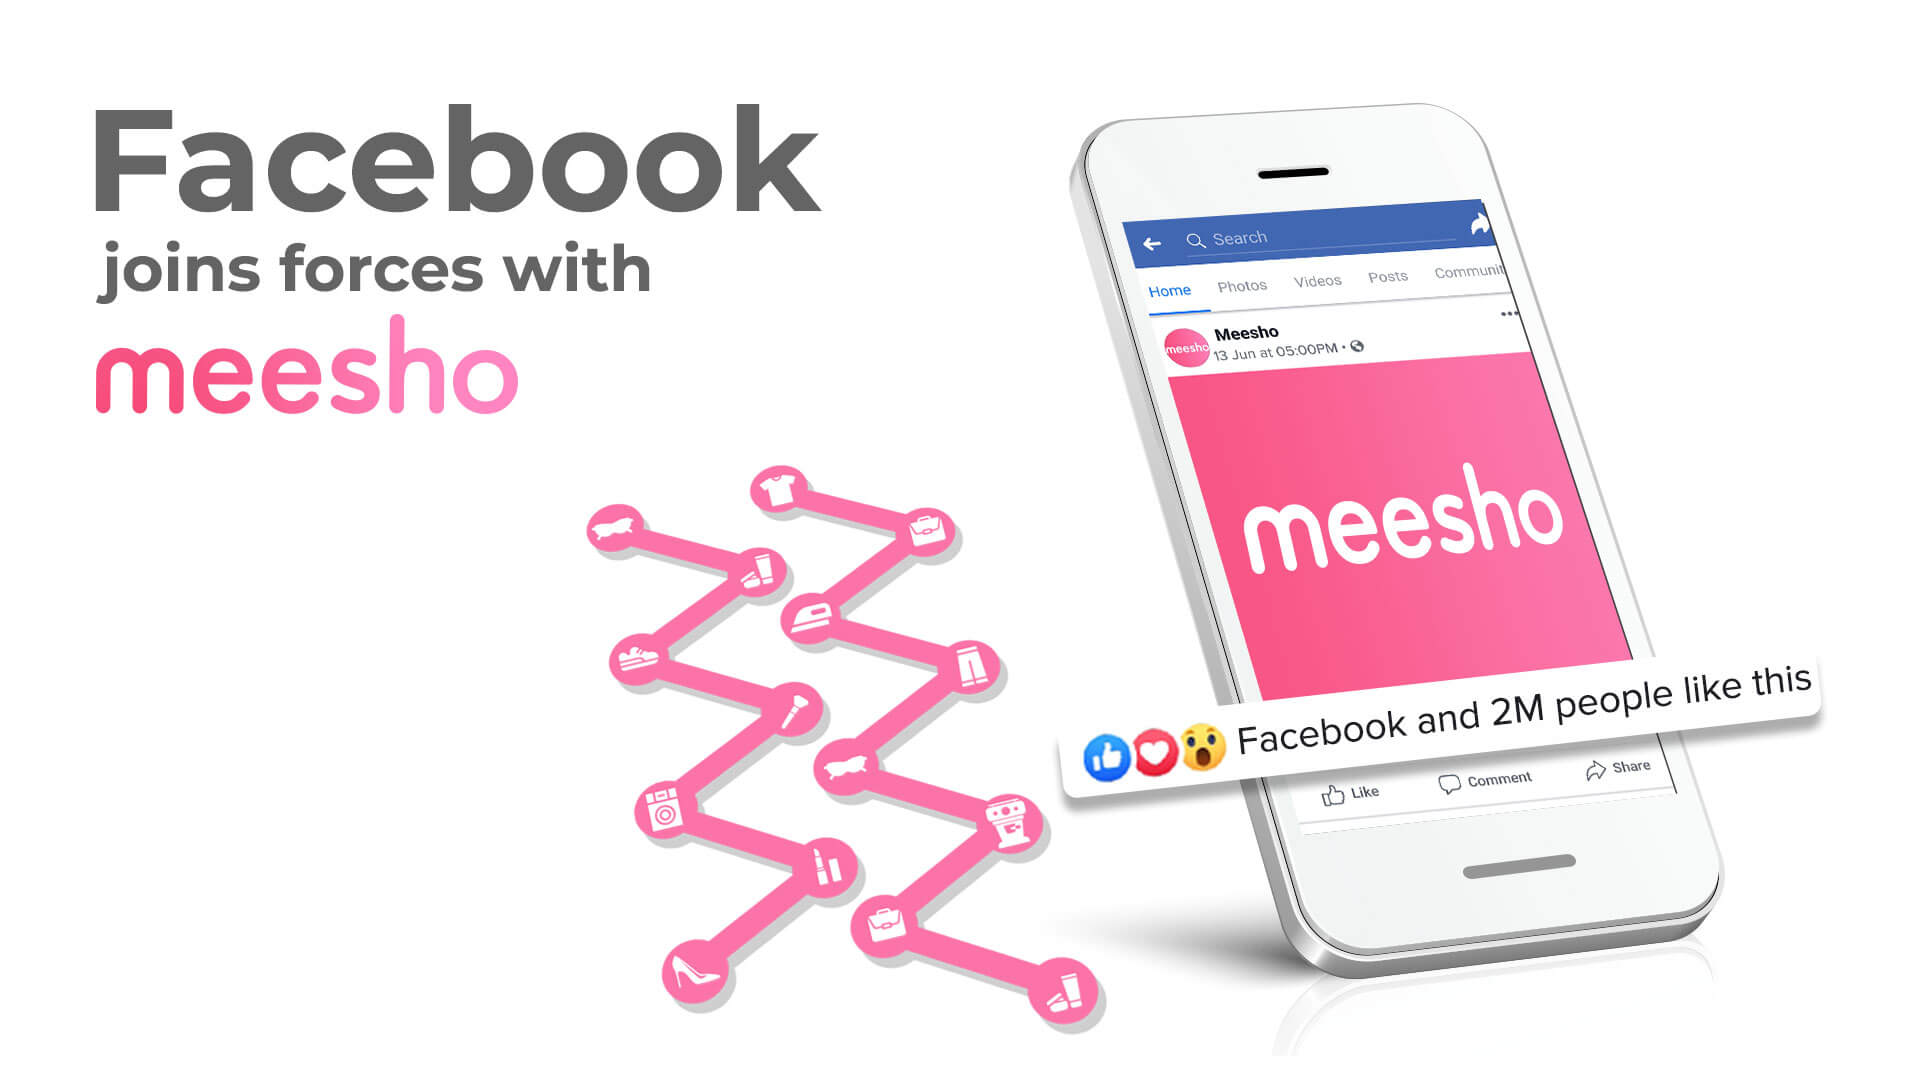 Facebook
joins forces with
meesho
Search
Home Photos Videos Posts Communit
meesho
Meesho
13 Jun at 05:00PM
meesho
Facebook and 2M people like this
Like Comment Share